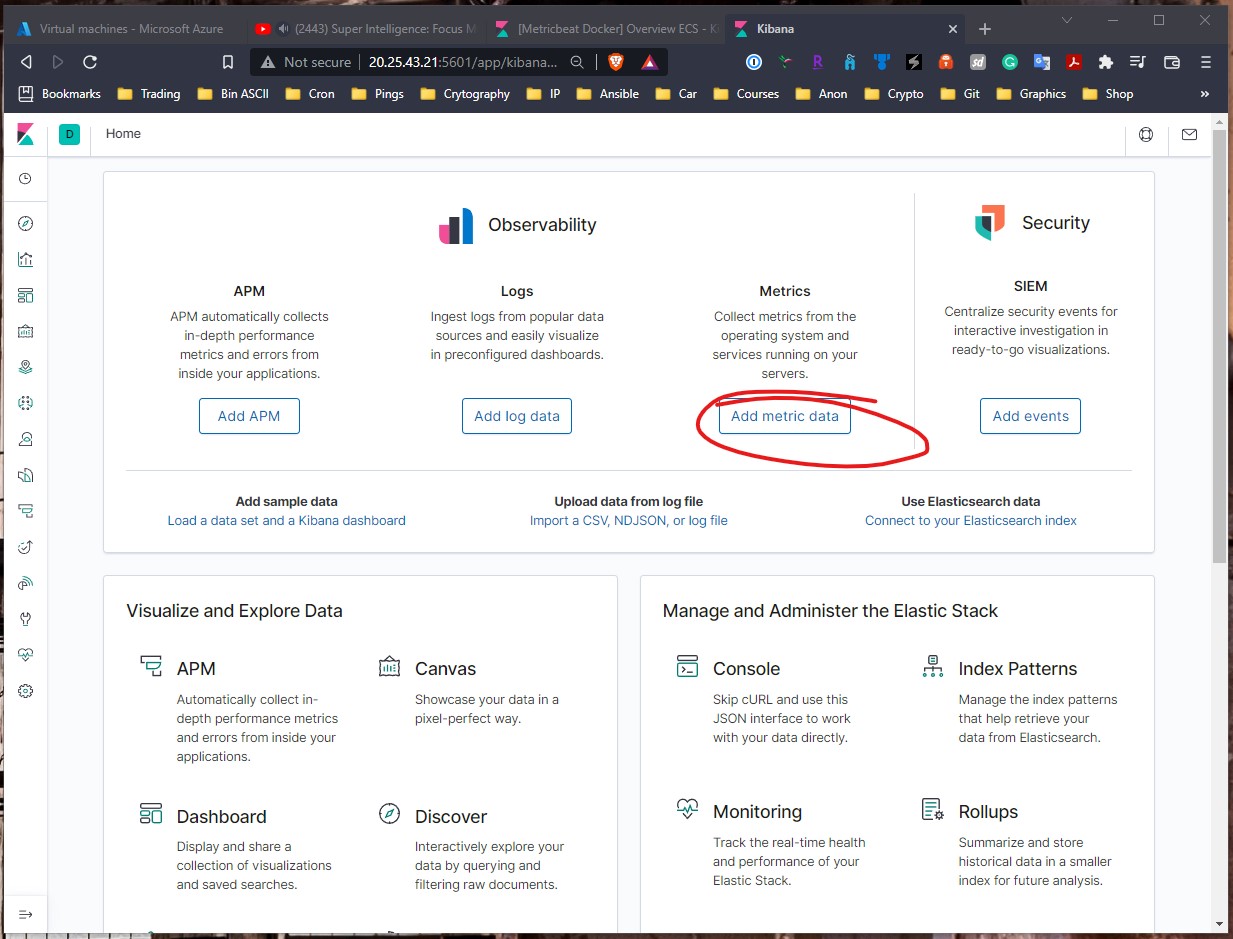 Virtual machines - Microsoft Azure
(2443) Super Intelligence: Focus M
[Metricbeat Docker] Overview ECS - K
Kibana
Not secure
20.25.43.21:5601/app/kibana...
Bookmarks
Trading
Bin ASCII
Cron
Pings
Crytography
IP
Ansible
Car
Courses
Anon
Crypto
Git
Graphics
Shop
»
D
Home
Observability
Security
APM
APM automatically collects
in-depth performance
metrics and errors from
inside your applications.
Add APM
Logs
Ingest logs from popular data
sources and easily visualize
in preconfigured dashboards.
Add log data
Metrics
Collect metrics from the
operating system and
services running on your
servers.
Add metric data
SIEM
Centralize security events for
interactive investigation in
ready-to-go visualizations.
Add events
Add sample data
Load a data set and a Kibana dashboard
Upload data from log file
Import a CSV, NDJSON, or log file
Use Elasticsearch data
Connect to your Elasticsearch index
Visualize and Explore Data
APM
Automatically collect in-
depth performance metrics
and errors from inside your
applications.
Canvas
Showcase your data in a
pixel-perfect way.
Dashboard
Display and share a
collection of visualizations
and saved searches.
Discover
Interactively explore your
data by querying and
filtering raw documents.
Manage and Administer the Elastic Stack
Console
Skip cURL and use this
JSON interface to work
with your data directly.
Index Patterns
Manage the index patterns
that help retrieve your
data from Elasticsearch.
Monitoring
Track the real-time health
and performance of your
Elastic Stack.
Rollups
Summarize and store
historical data in a smaller
index for future analysis.